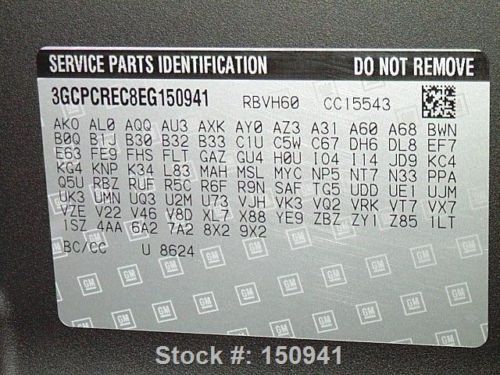 SERVICE PARTS IDENTIFICATION DO NOT REMOVE
3GCPCREC8EG150941 RBVH60 CC15543
AKO AL0 AQQ AU3 AXK AY0 AZ3 A31 A60 A68 BWN
B0Q B1J B30 B32 B33 C1U C5W C67 DH6 DL8 EF7
E63 FE9 FHS FLT GAZ GU4 H0U IO4 I14 JD9 KC4
KG4 KNP K34 L83 MAH MSL MYC NP5 NT7 N33 PPA
Q5U RBZ RUF R5C R6F R9N SAF TG5 UDD UE1 UJM
UK3 UMN UQ3 U2M U73 VJH VK3 VQ2 VRK VT7 VX7
VZE V22 V46 V8D XL7 X88 YE9 ZBZ ZY1 Z85 1LT
1SZ 4AA 6A2 7A2 8X2 9X2
BC/CC U 8624
GM
Stock #: 150941